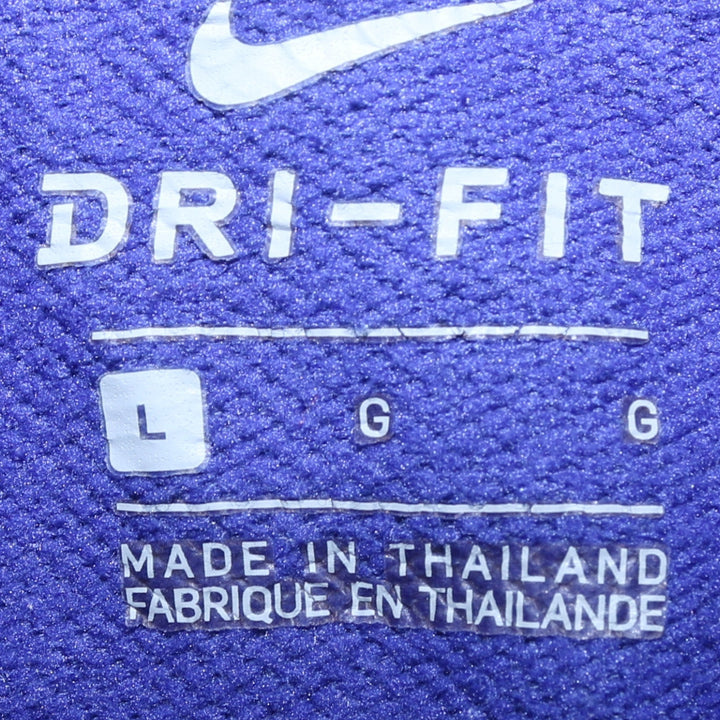 DRI-FIT
L G G
MADE IN THAILAND
FABRIQUE EN THAILANDE